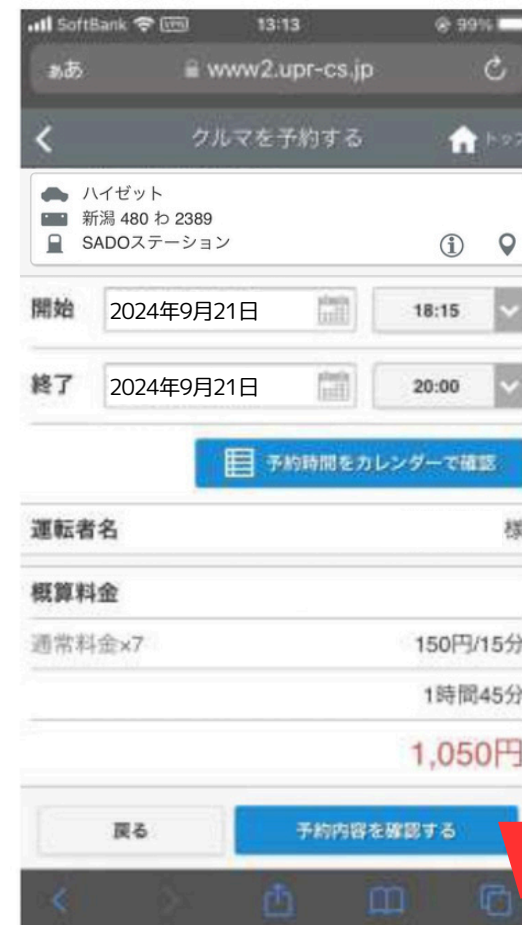 SoftBank VPN 13:13 99%
ああ www2.upr-cs.jp
クルマを予約する トップ
ハイゼット
新潟 480 わ 2389
SADOステーション
開始 2024年9月21日 18:15
終了 2024年9月21日 20:00
予約時間をカレンダーで確認
運転者名 様
概算料金
通常料金×7 150円/15分
1時間45分
1,050円
戻る 予約内容を確認する